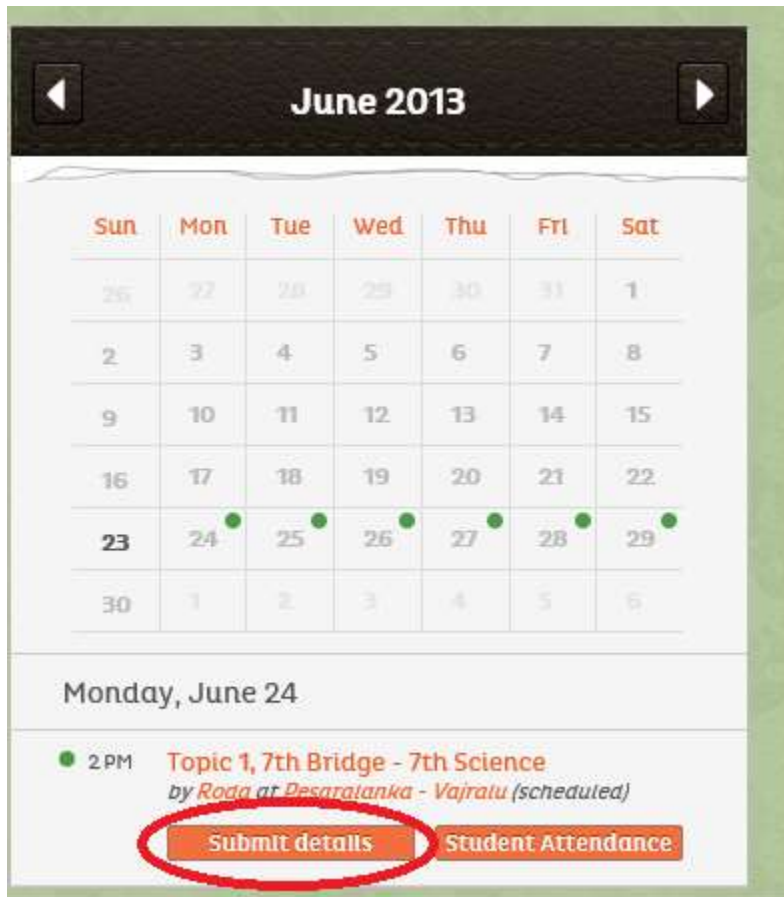 June 2013
Sun Mon Tue Wed Thu Fri Sat
26 27 28 29 30 31 1
2 3 4 5 6 7 8
9 10 11 12 13 14 15
16 17 18 19 20 21 22
23 24 25 26 27 28 29
30 1 2 3 4 5 6
Monday, June 24
2 PM Topic 1, 7th Bridge - 7th Science
by Roda at Pesaralanka - Vajralu (scheduled)
Submit details Student Attendance